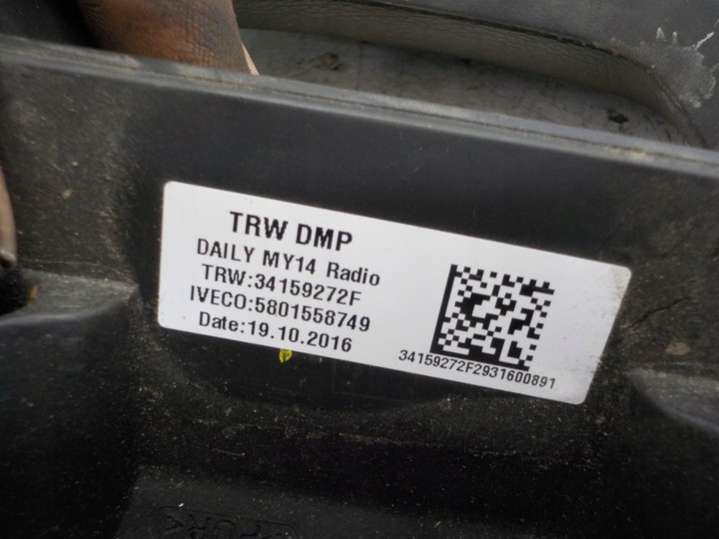 TRW DMP
DAILY MY14 Radio
TRW:34159272F
IVECO:5801558749
Date:19.10.2016
34159272F2931600891